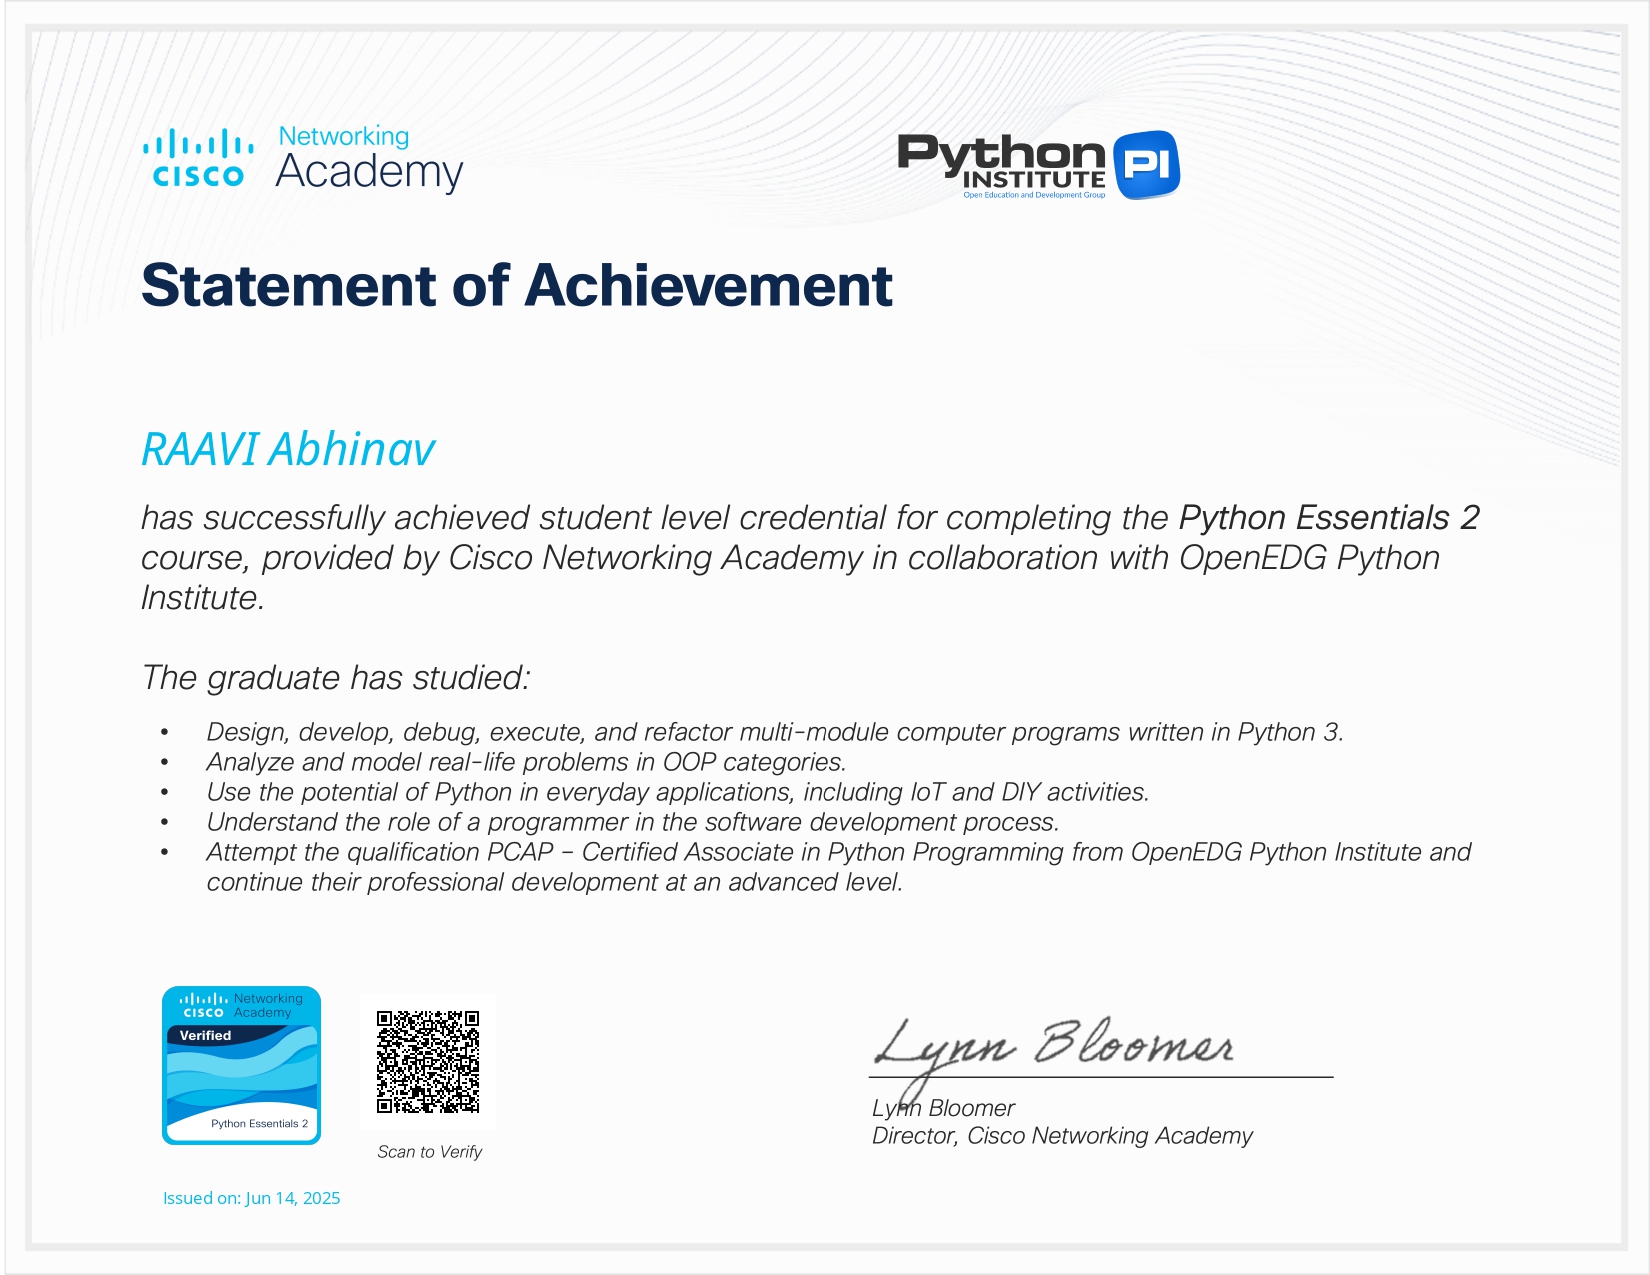 cisco Networking Academy
Python INSTITUTE PI
Open Education and Development Group
Statement of Achievement
RAAVI Abhinav
has successfully achieved student level credential for completing the Python Essentials 2
course, provided by Cisco Networking Academy in collaboration with OpenEDG Python
Institute.
The graduate has studied:
• Design, develop, debug, execute, and refactor multi-module computer programs written in Python 3.
• Analyze and model real-life problems in OOP categories.
• Use the potential of Python in everyday applications, including IoT and DIY activities.
• Understand the role of a programmer in the software development process.
• Attempt the qualification PCAP – Certified Associate in Python Programming from OpenEDG Python Institute and
continue their professional development at an advanced level.
cisco Networking Academy
Verified
Python Essentials 2
Scan to Verify
Issued on: Jun 14, 2025
Lynn Bloomer
Lynn Bloomer
Director, Cisco Networking Academy